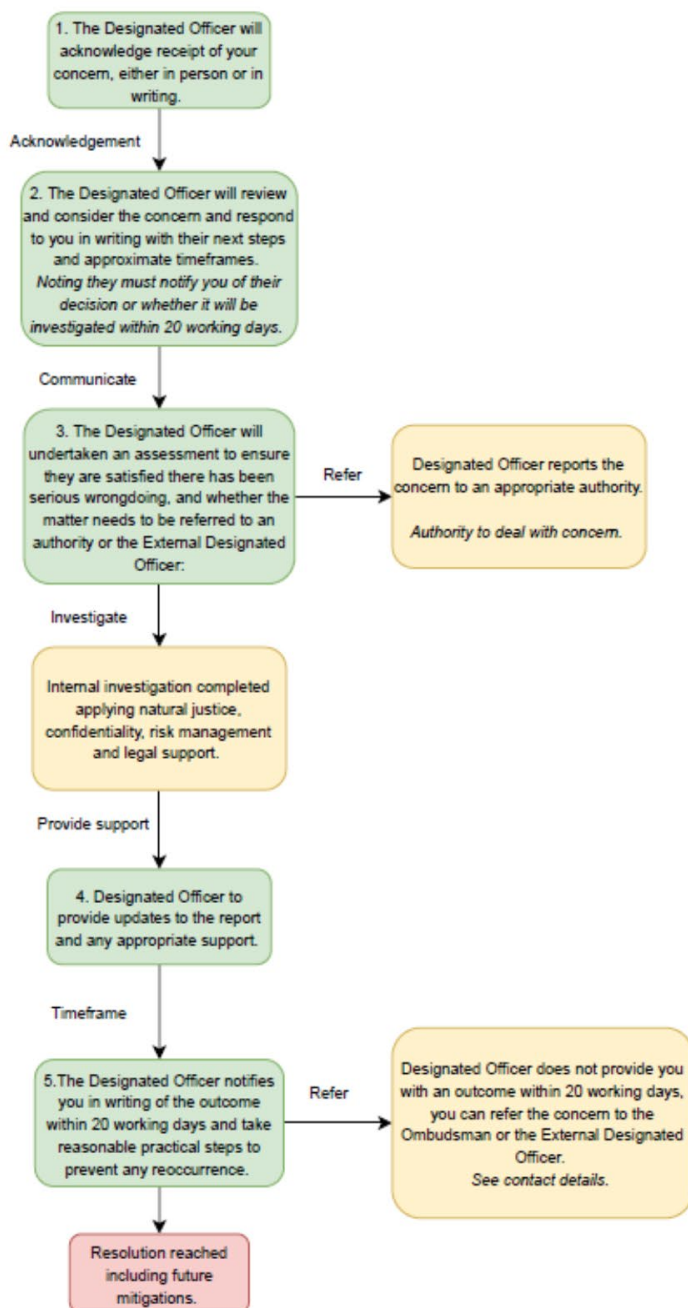 1. The Designated Officer will
acknowledge receipt of your
concern, either in person or in
writing.
Acknowledgement
2. The Designated Officer will review
and consider the concern and respond
to you in writing with their next steps
and approximate timeframes.
Noting they must notify you of their
decision or whether it will be
investigated within 20 working days.
Communicate
3. The Designated Officer will
undertaken an assessment to ensure
they are satisfied there has been
serious wrongdoing, and whether the
matter needs to be referred to an
authority or the External Designated
Officer:
Refer
Designated Officer reports the
concern to an appropriate authority.
Authority to deal with concern.
Investigate
Internal investigation completed
applying natural justice,
confidentiality, risk management
and legal support.
Provide support
4. Designated Officer to
provide updates to the report
and any appropriate support.
Timeframe
5.The Designated Officer notifies
you in writing of the outcome
within 20 working days and take
reasonable practical steps to
prevent any reoccurrence.
Refer
Designated Officer does not provide you
with an outcome within 20 working days,
you can refer the concern to the
Ombudsman or the External Designated
Officer.
See contact details.
Resolution reached
including future
mitigations.